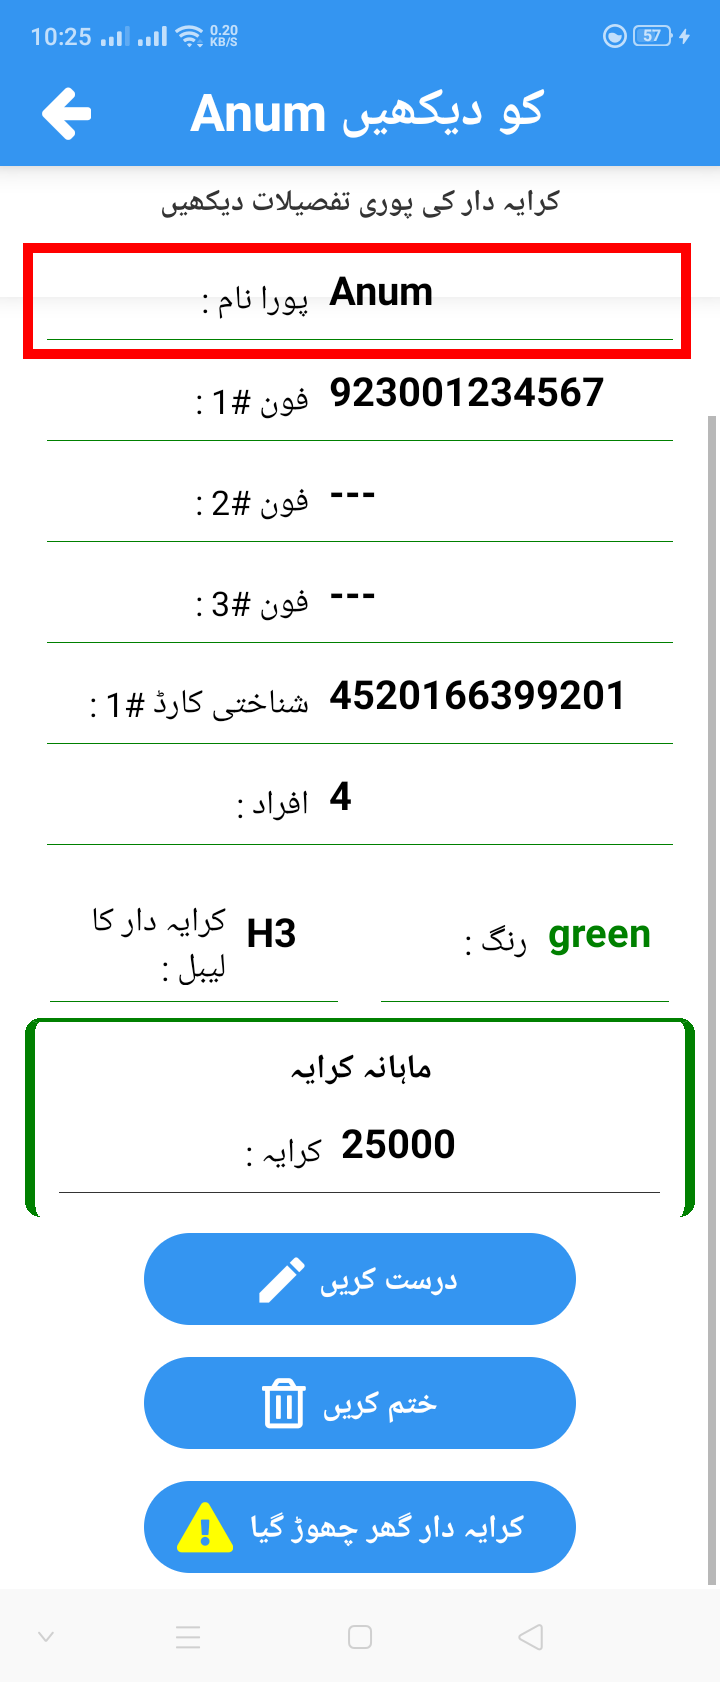 10:25 0.20 KB/S 57
Anum کو دیکھیں
کرایہ دار کی پوری تفصیلات دیکھیں
پورا نام : Anum
فون #1 : 923001234567
فون #2 : ---
فون #3 : ---
شناختی کارڈ #1 : 4520166399201
افراد : 4
کرایہ دار کا لیبل : H3
رنگ : green
ماہانہ کرایہ
کرایہ : 25000
درست کریں
ختم کریں
کرایہ دار گھر چھوڑ گیا